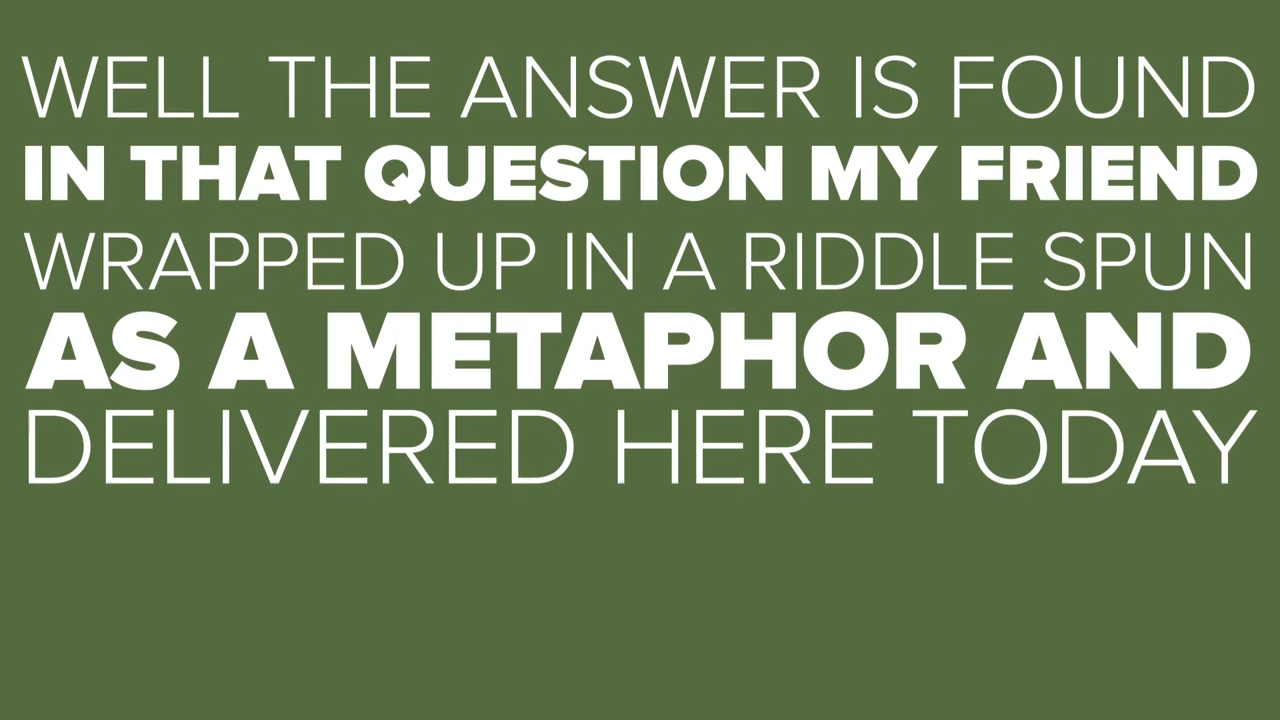 WELL THE ANSWER IS FOUND
IN THAT QUESTION MY FRIEND
WRAPPED UP IN A RIDDLE SPUN
AS A METAPHOR AND
DELIVERED HERE TODAY